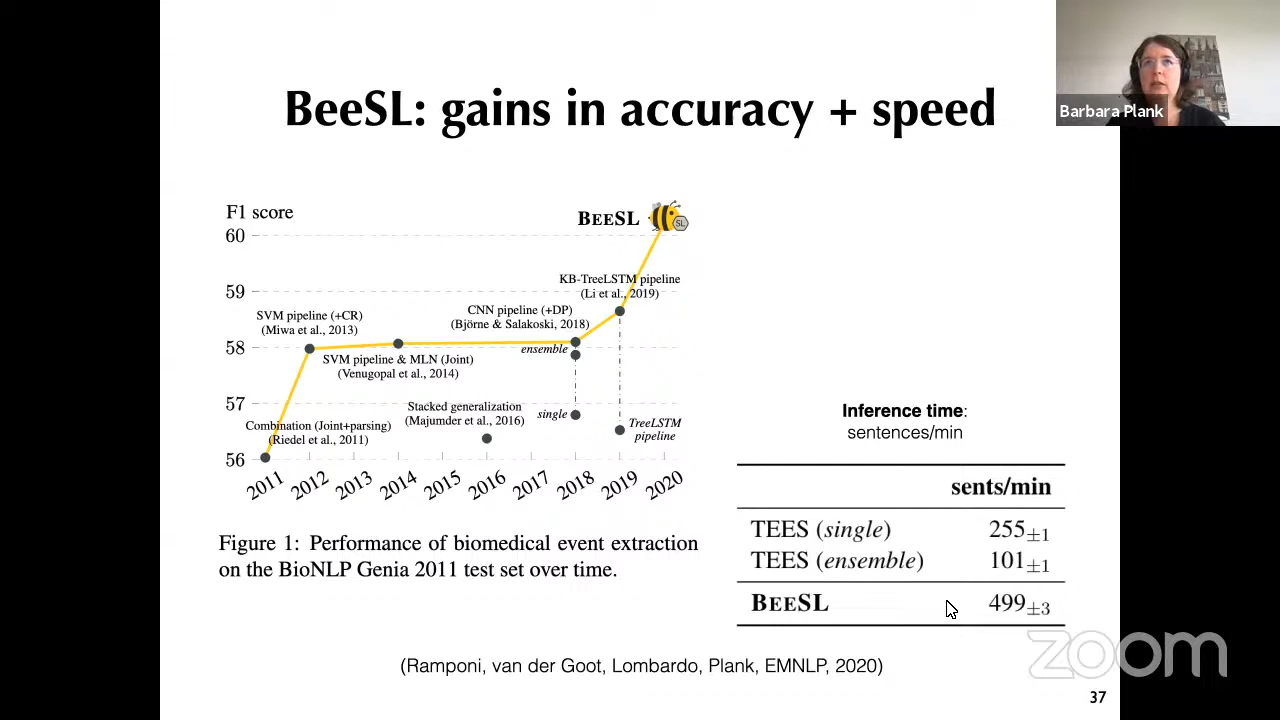 BeeSL: gains in accuracy + speed
Barbara Plank
F1 score
60
59
58
57
56
BEESL
SL
KB-TreeLSTM pipeline
(Li et al., 2019)
SVM pipeline (+CR)
(Miwa et al., 2013)
CNN pipeline (+DP)
(Björne & Salakoski, 2018)
ensemble
SVM pipeline & MLN (Joint)
(Venugopal et al., 2014)
Stacked generalization
(Majumder et al., 2016)
single
TreeLSTM
pipeline
Combination (Joint+parsing)
(Riedel et al., 2011)
2011 2012 2013 2014 2015 2016 2017 2018 2019 2020
Figure 1: Performance of biomedical event extraction
on the BioNLP Genia 2011 test set over time.
Inference time:
sentences/min
sents/min
TEES (single) 255±1
TEES (ensemble) 101±1
BEESL 499±3
(Ramponi, van der Goot, Lombardo, Plank, EMNLP, 2020)
zoom
37